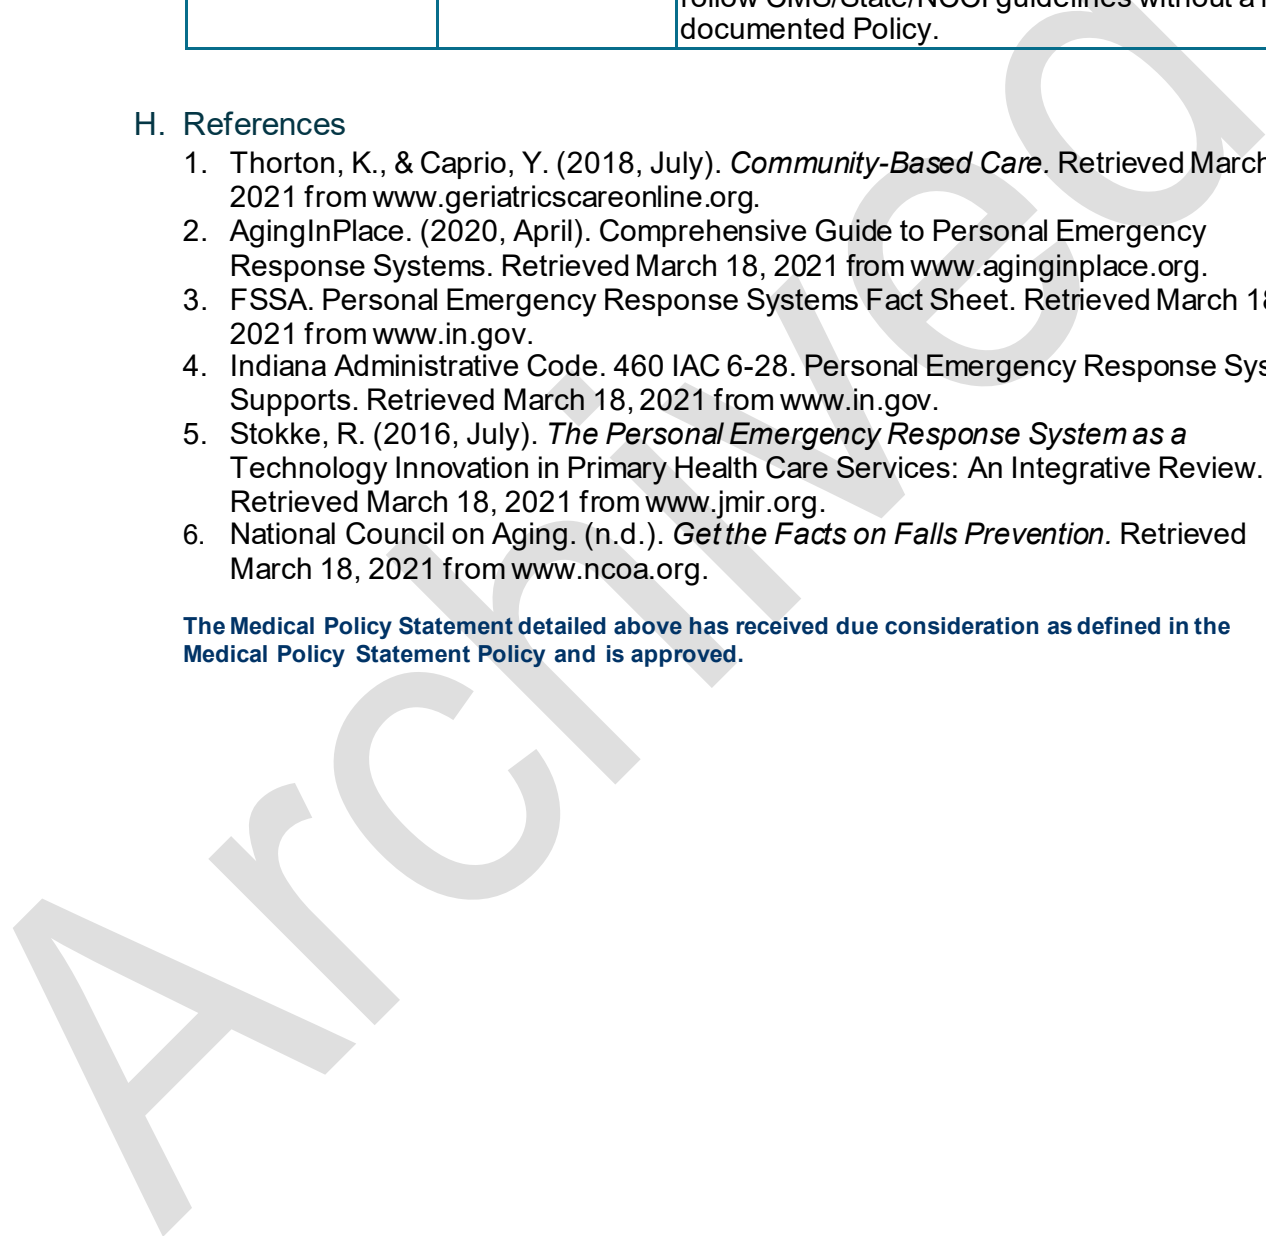 follow CMS/State/NCCI guidelines without a
documented Policy.
H. References
1. Thorton, K., & Caprio, Y. (2018, July). Community-Based Care. Retrieved March
2021 from www.geriatricscareonline.org.
2. AgingInPlace. (2020, April). Comprehensive Guide to Personal Emergency
Response Systems. Retrieved March 18, 2021 from www.aginginplace.org.
3. FSSA. Personal Emergency Response Systems Fact Sheet. Retrieved March 18
2021 from www.in.gov.
4. Indiana Administrative Code. 460 IAC 6-28. Personal Emergency Response Sys
Supports. Retrieved March 18, 2021 from www.in.gov.
5. Stokke, R. (2016, July). The Personal Emergency Response System as a
Technology Innovation in Primary Health Care Services: An Integrative Review.
Retrieved March 18, 2021 from www.jmir.org.
6. National Council on Aging. (n.d.). Get the Facts on Falls Prevention. Retrieved
March 18, 2021 from www.ncoa.org.
The Medical Policy Statement detailed above has received due consideration as defined in the
Medical Policy Statement Policy and is approved.
Archived